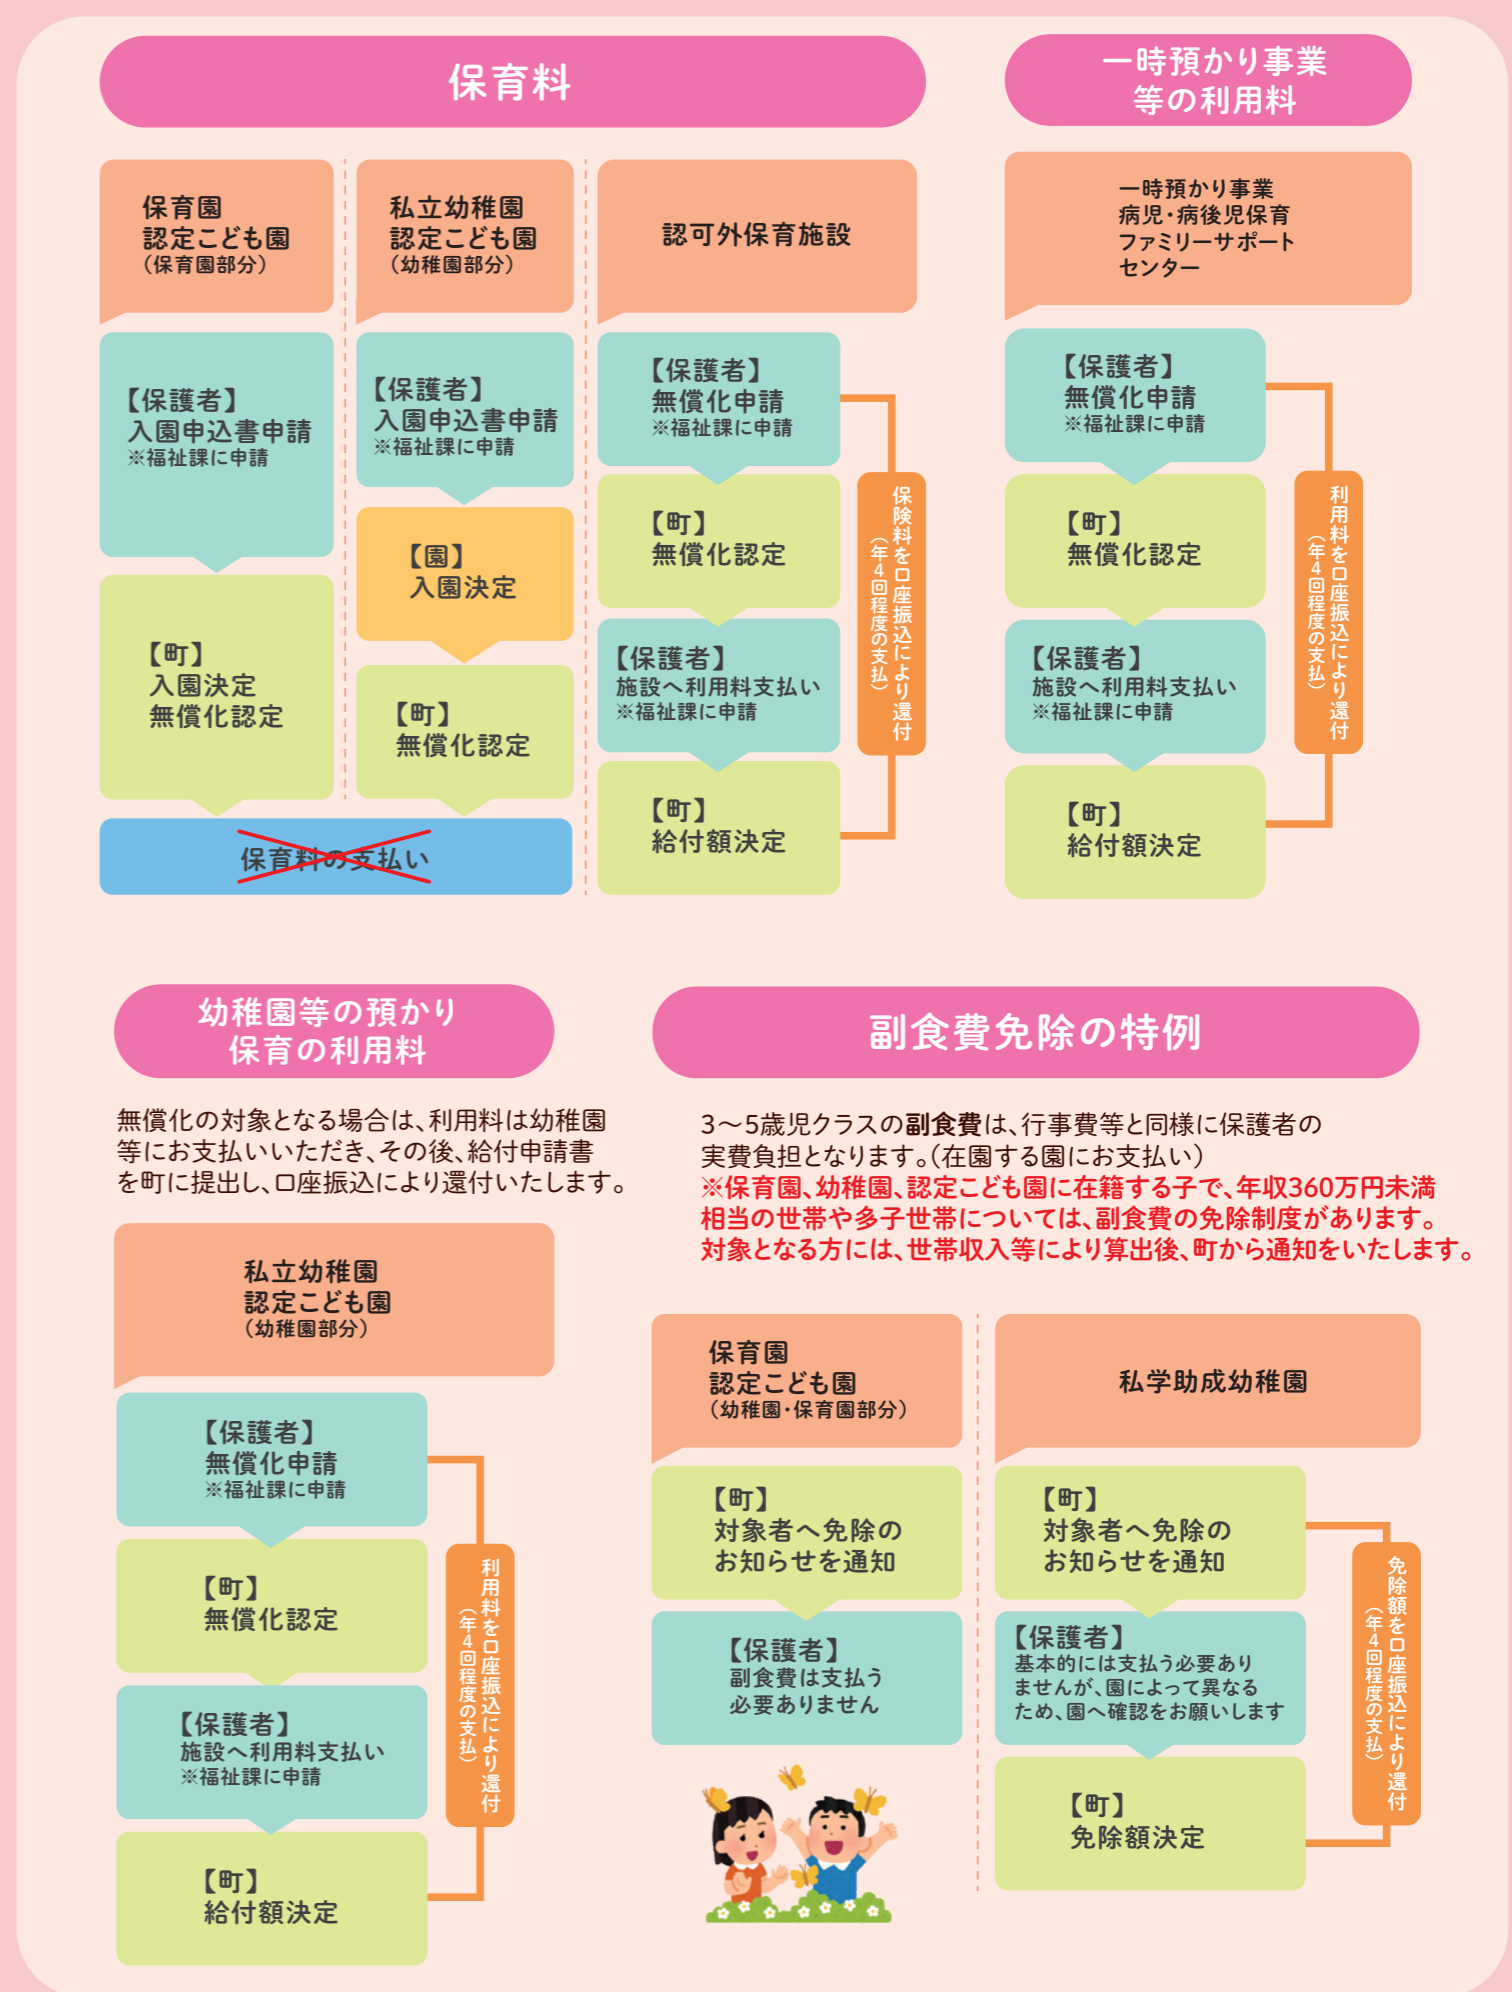 保育料
保育園
認定こども園
（保育園部分）
【保護者】
入園申込書申請
※福祉課に申請
【町】
入園決定
無償化認定
私立幼稚園
認定こども園
（幼稚園部分）
【保護者】
入園申込書申請
※福祉課に申請
【園】
入園決定
【町】
無償化認定
保育料の支払い
認可外保育施設
【保護者】
無償化申請
※福祉課に申請
【町】
無償化認定
【保護者】
施設へ利用料支払い
※福祉課に申請
【町】
給付額決定
保険料を口座振込により還付
（年4回程度の支払）
一時預かり事業
等の利用料
一時預かり事業
病児・病後児保育
ファミリーサポート
センター
【保護者】
無償化申請
※福祉課に申請
【町】
無償化認定
【保護者】
施設へ利用料支払い
※福祉課に申請
【町】
給付額決定
利用料を口座振込により還付
（年4回程度の支払）
幼稚園等の預かり
保育の利用料
無償化の対象となる場合は、利用料は幼稚園
等にお支払いいただき、その後、給付申請書
を町に提出し、口座振込により還付いたします。
私立幼稚園
認定こども園
（幼稚園部分）
【保護者】
無償化申請
※福祉課に申請
【町】
無償化認定
【保護者】
施設へ利用料支払い
※福祉課に申請
【町】
給付額決定
利用料を口座振込により還付
（年4回程度の支払）
副食費免除の特例
3～5歳児クラスの副食費は、行事費等と同様に保護者の
実費負担となります。（在園する園にお支払い）
※保育園、幼稚園、認定こども園に在籍する子で、年収360万円未満
相当の世帯や多子世帯については、副食費の免除制度があります。
対象となる方には、世帯収入等により算出後、町から通知をいたします。
保育園
認定こども園
（幼稚園・保育園部分）
【町】
対象者へ免除の
お知らせを通知
【保護者】
副食費は支払う
必要ありません
私学助成幼稚園
【町】
対象者へ免除の
お知らせを通知
【保護者】
基本的には支払う必要あり
ませんが、園によって異なる
ため、園へ確認をお願いします
【町】
免除額決定
免除額を口座振込により還付
（年4回程度の支払）